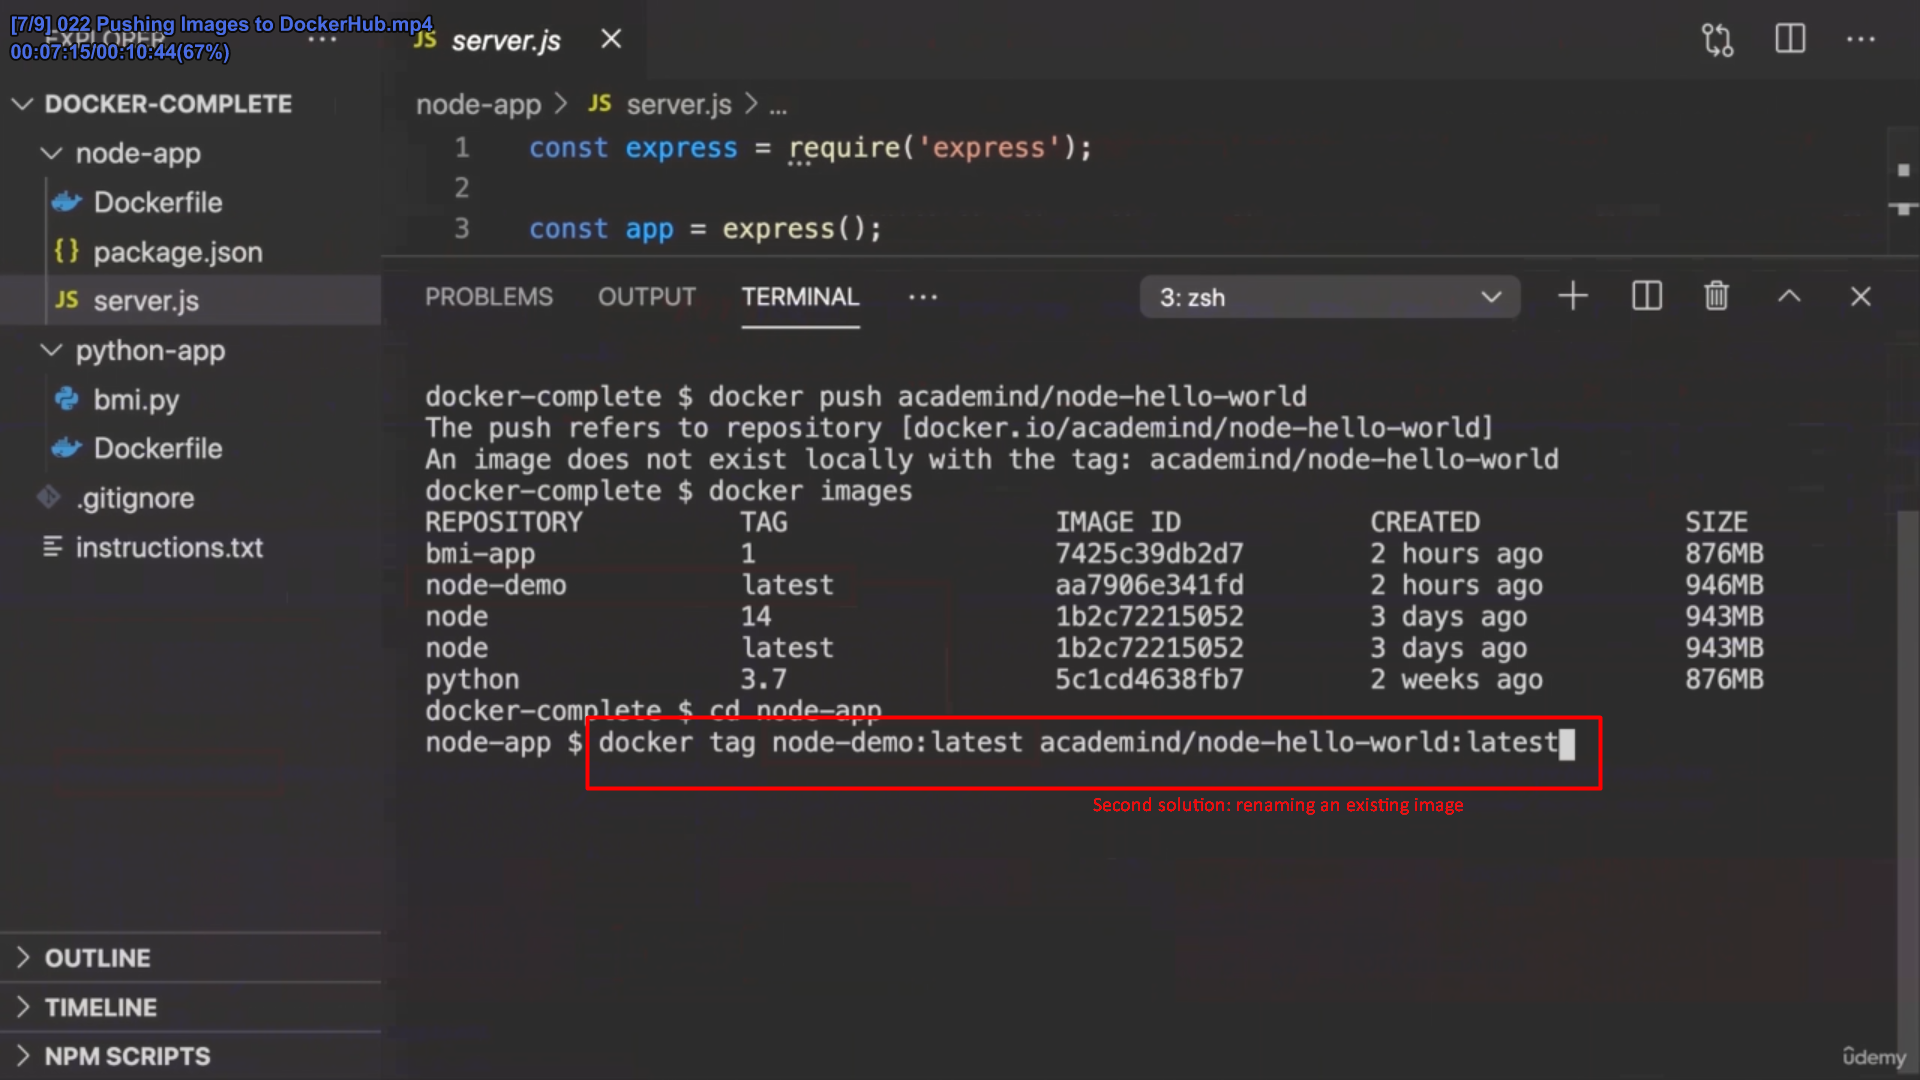 [7/9] 022 Pushing Images to DockerHub.mp4
00:07:15/00:10:44(67%)
EXPLORER ...
JS server.js
DOCKER-COMPLETE
node-app
Dockerfile
{} package.json
JS server.js
python-app
bmi.py
Dockerfile
.gitignore
instructions.txt
OUTLINE
TIMELINE
NPM SCRIPTS
node-app > JS server.js > ...
1 const express = require('express');
2
3 const app = express();
PROBLEMS OUTPUT TERMINAL ... 3: zsh
docker-complete $ docker push academind/node-hello-world
The push refers to repository [docker.io/academind/node-hello-world]
An image does not exist locally with the tag: academind/node-hello-world
docker-complete $ docker images
REPOSITORY TAG IMAGE ID CREATED SIZE
bmi-app 1 7425c39db2d7 2 hours ago 876MB
node-demo latest aa7906e341fd 2 hours ago 946MB
node 14 1b2c72215052 3 days ago 943MB
node latest 1b2c72215052 3 days ago 943MB
python 3.7 5c1cd4638fb7 2 weeks ago 876MB
docker-complete $ cd node-app
node-app $ docker tag node-demo:latest academind/node-hello-world:latest
Second solution: renaming an existing image
ûdemy